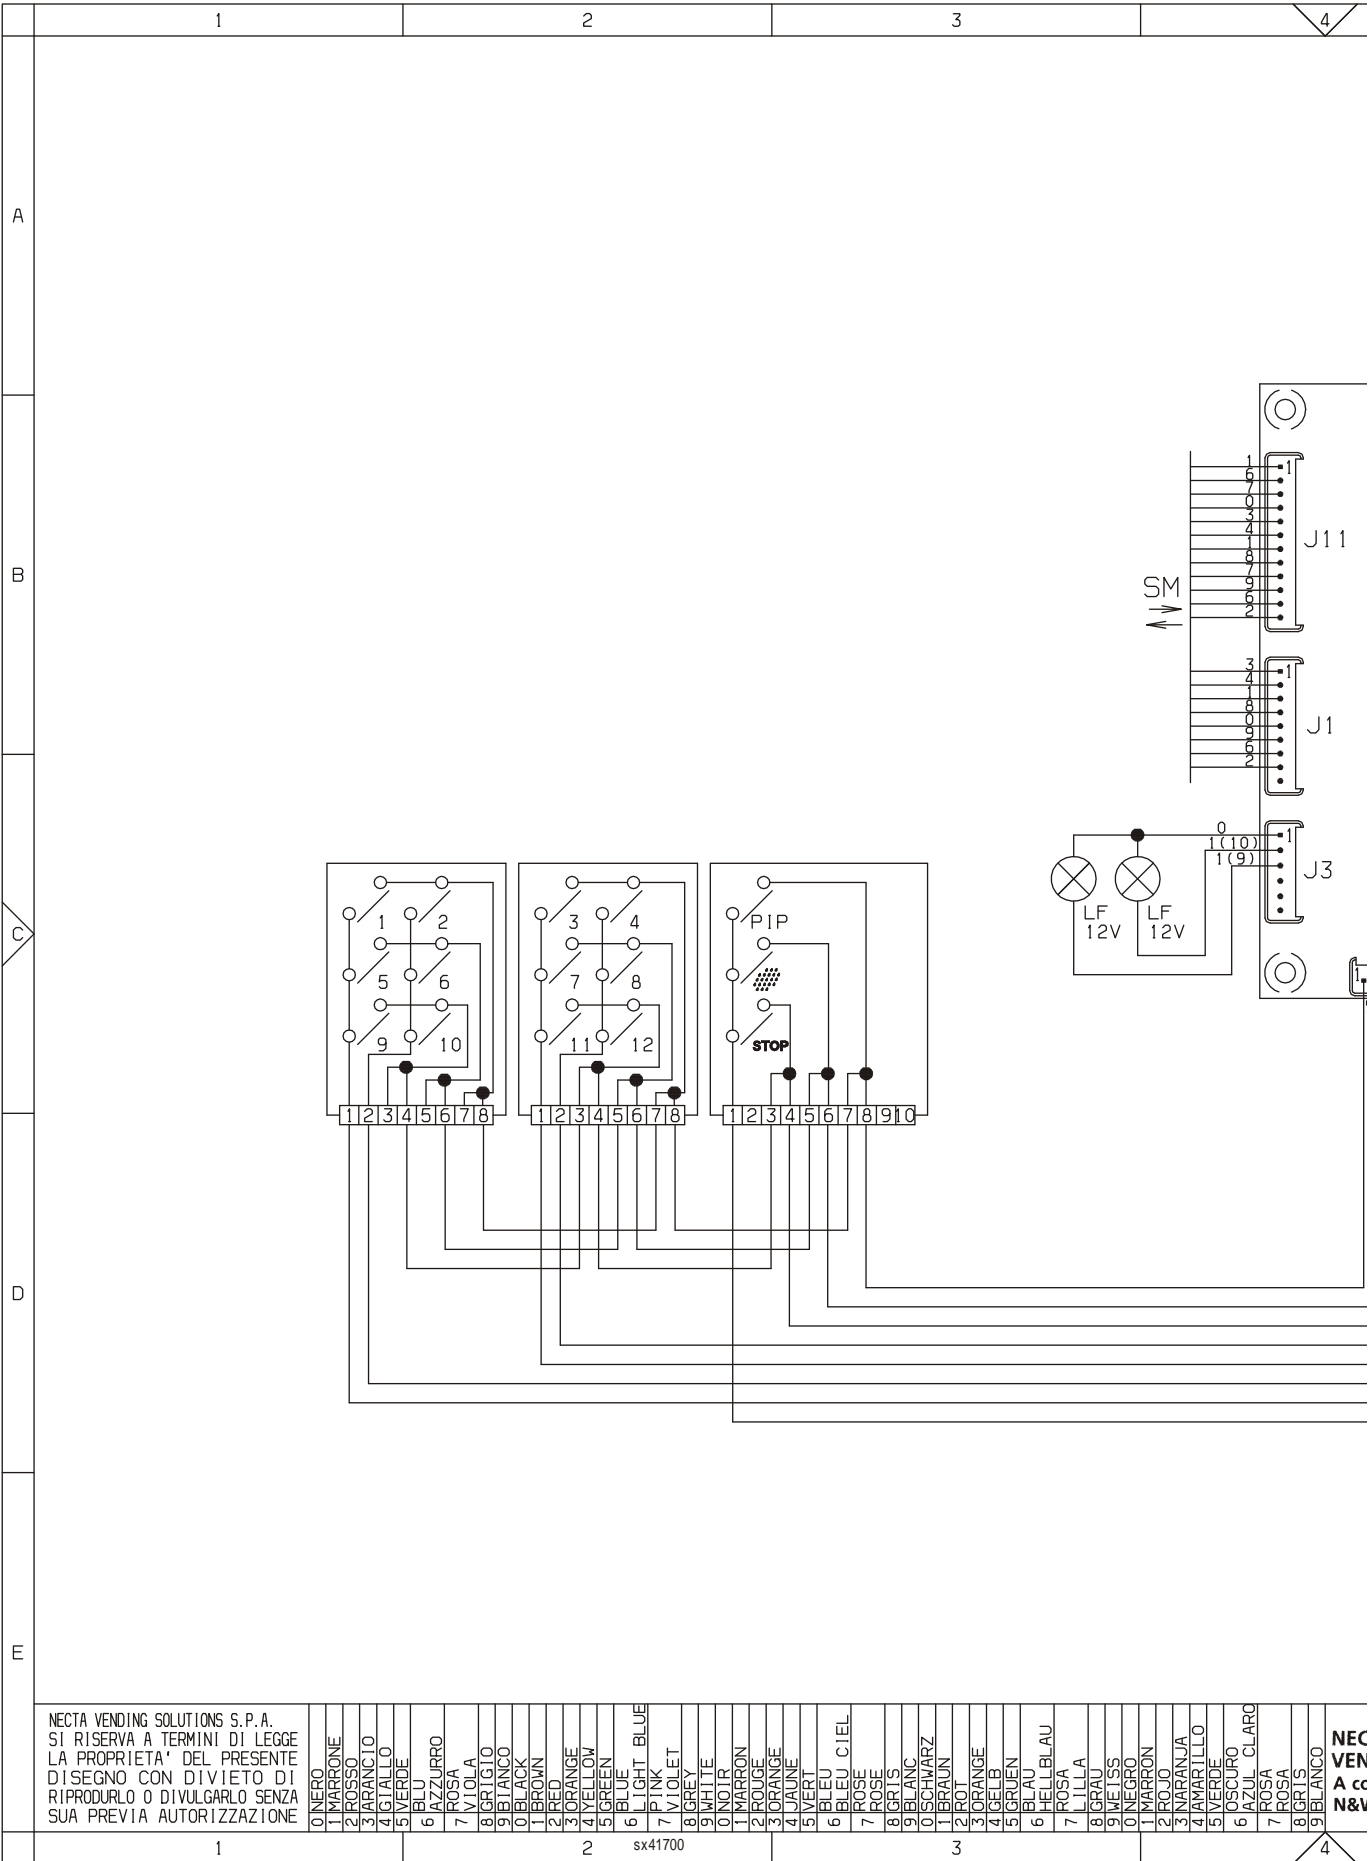 1 2 3 4
A
B
C
D
E
1
6
7
0
3
4
1
8
7
9
6
2
1
J11
SM
3
4
1
8
0
9
6
2
1
J1
0
1(10)
1(9)
1
J3
LF
12V
LF
12V
1
1 2
5 6
9 10
1 2 3 4 5 6 7 8
3 4
7 8
11 12
1 2 3 4 5 6 7 8
PIP
STOP
1 2 3 4 5 6 7 8 9 10
NECTA VENDING SOLUTIONS S.P.A.
SI RISERVA A TERMINI DI LEGGE
LA PROPRIETA' DEL PRESENTE
DISEGNO CON DIVIETO DI
RIPRODURLO O DIVULGARLO SENZA
SUA PREVIA AUTORIZZAZIONE
0 NERO
1 MARRONE
2 ROSSO
3 ARANCIO
4 GIALLO
5 VERDE
6 BLU
AZZURRO
7 ROSA
VIOLA
8 GRIGIO
9 BIANCO
0 BLACK
1 BROWN
2 RED
3 ORANGE
4 YELLOW
5 GREEN
6 BLUE
LIGHT BLUE
7 PINK
VIOLET
8 GREY
9 WHITE
0 NOIR
1 MARRON
2 ROUGE
3 ORANGE
4 JAUNE
5 VERT
6 BLEU
BLEU CIEL
7 ROSE
ROSE
8 GRIS
9 BLANC
0 SCHWARZ
1 BRAUN
2 ROT
3 ORANGE
4 GELB
5 GRUEN
6 BLAU
HELLBLAU
7 ROSA
LILLA
8 GRAU
9 WEISS
0 NEGRO
1 MARRON
2 ROJO
3 NARANJA
4 AMARILLO
5 VERDE
6 OSCURO
AZUL CLARO
7 ROSA
ROSA
8 GRIS
9 BLANCO
NEC
VEN
A co
N&W
1 2 3 4
sx41700